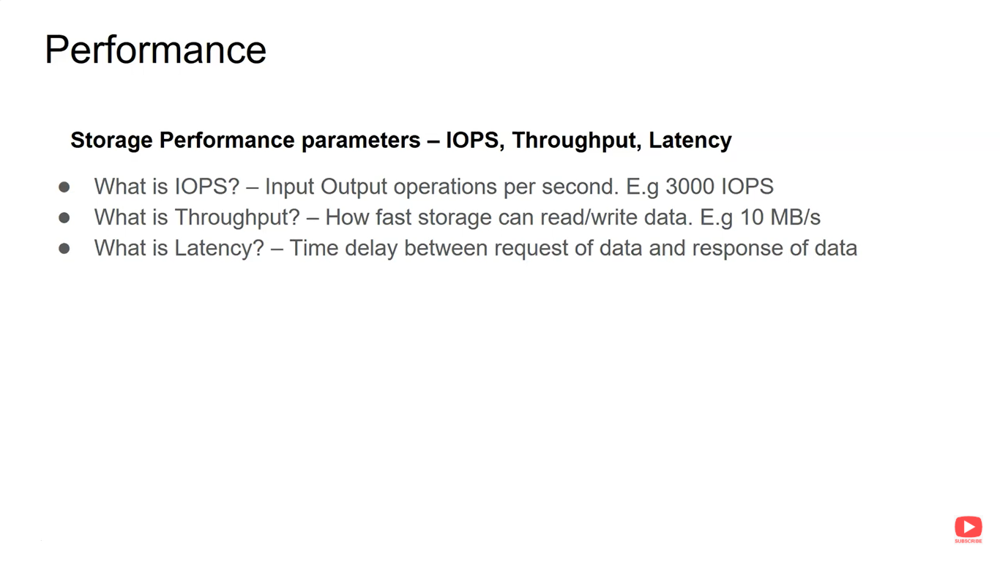 Performance
Storage Performance parameters – IOPS, Throughput, Latency
● What is IOPS? – Input Output operations per second. E.g 3000 IOPS
● What is Throughput? – How fast storage can read/write data. E.g 10 MB/s
● What is Latency? – Time delay between request of data and response of data
SUBSCRIBE